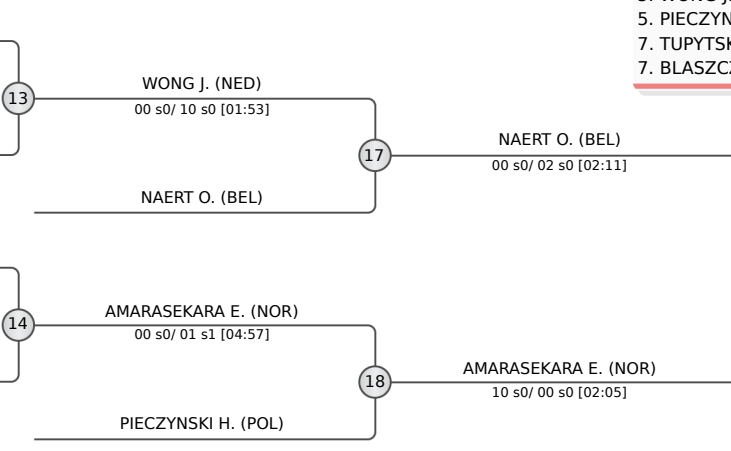 5. PIECZYN
7. TUPYTSK
7. BLASZCZ
WONG J. (NED)
13
00 s0/ 10 s0 [01:53]
NAERT O. (BEL)
17
00 s0/ 02 s0 [02:11]
NAERT O. (BEL)
AMARASEKARA E. (NOR)
14
00 s0/ 01 s1 [04:57]
AMARASEKARA E. (NOR)
18
10 s0/ 00 s0 [02:05]
PIECZYNSKI H. (POL)